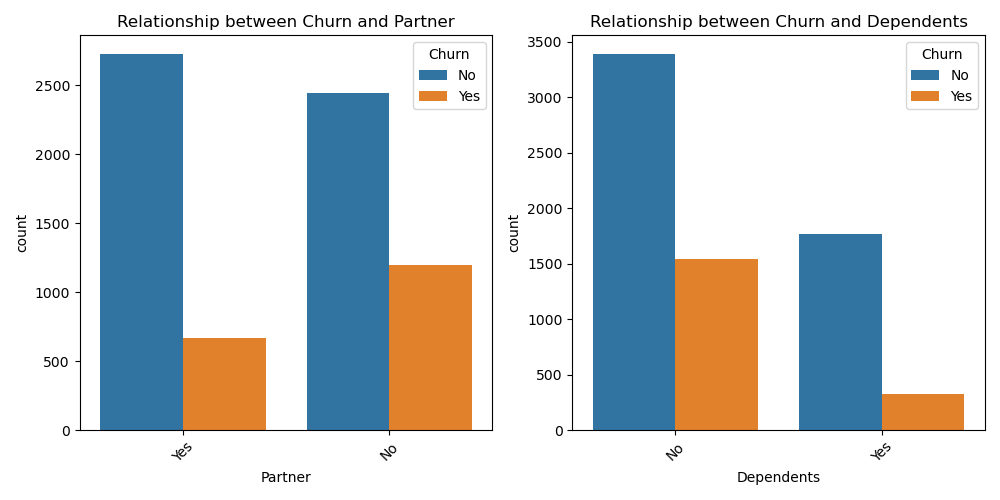 Relationship between Churn and Partner
Churn
No
Yes
2500
2000
1500
1000
500
0
count
Yes
No
Partner
Relationship between Churn and Dependents
Churn
No
Yes
3500
3000
2500
2000
1500
1000
500
0
count
No
Yes
Dependents